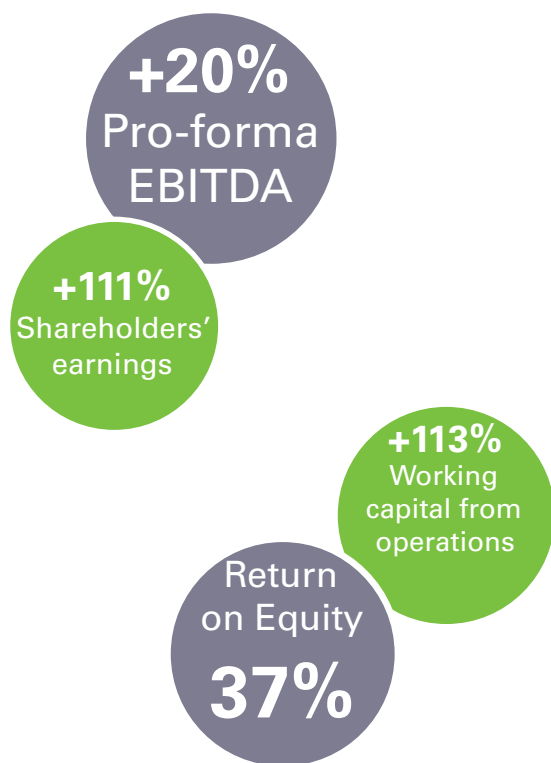 +20%
Pro-forma
EBITDA
+111%
Shareholders’
earnings
+113%
Working
capital from
operations
Return
on Equity
37%